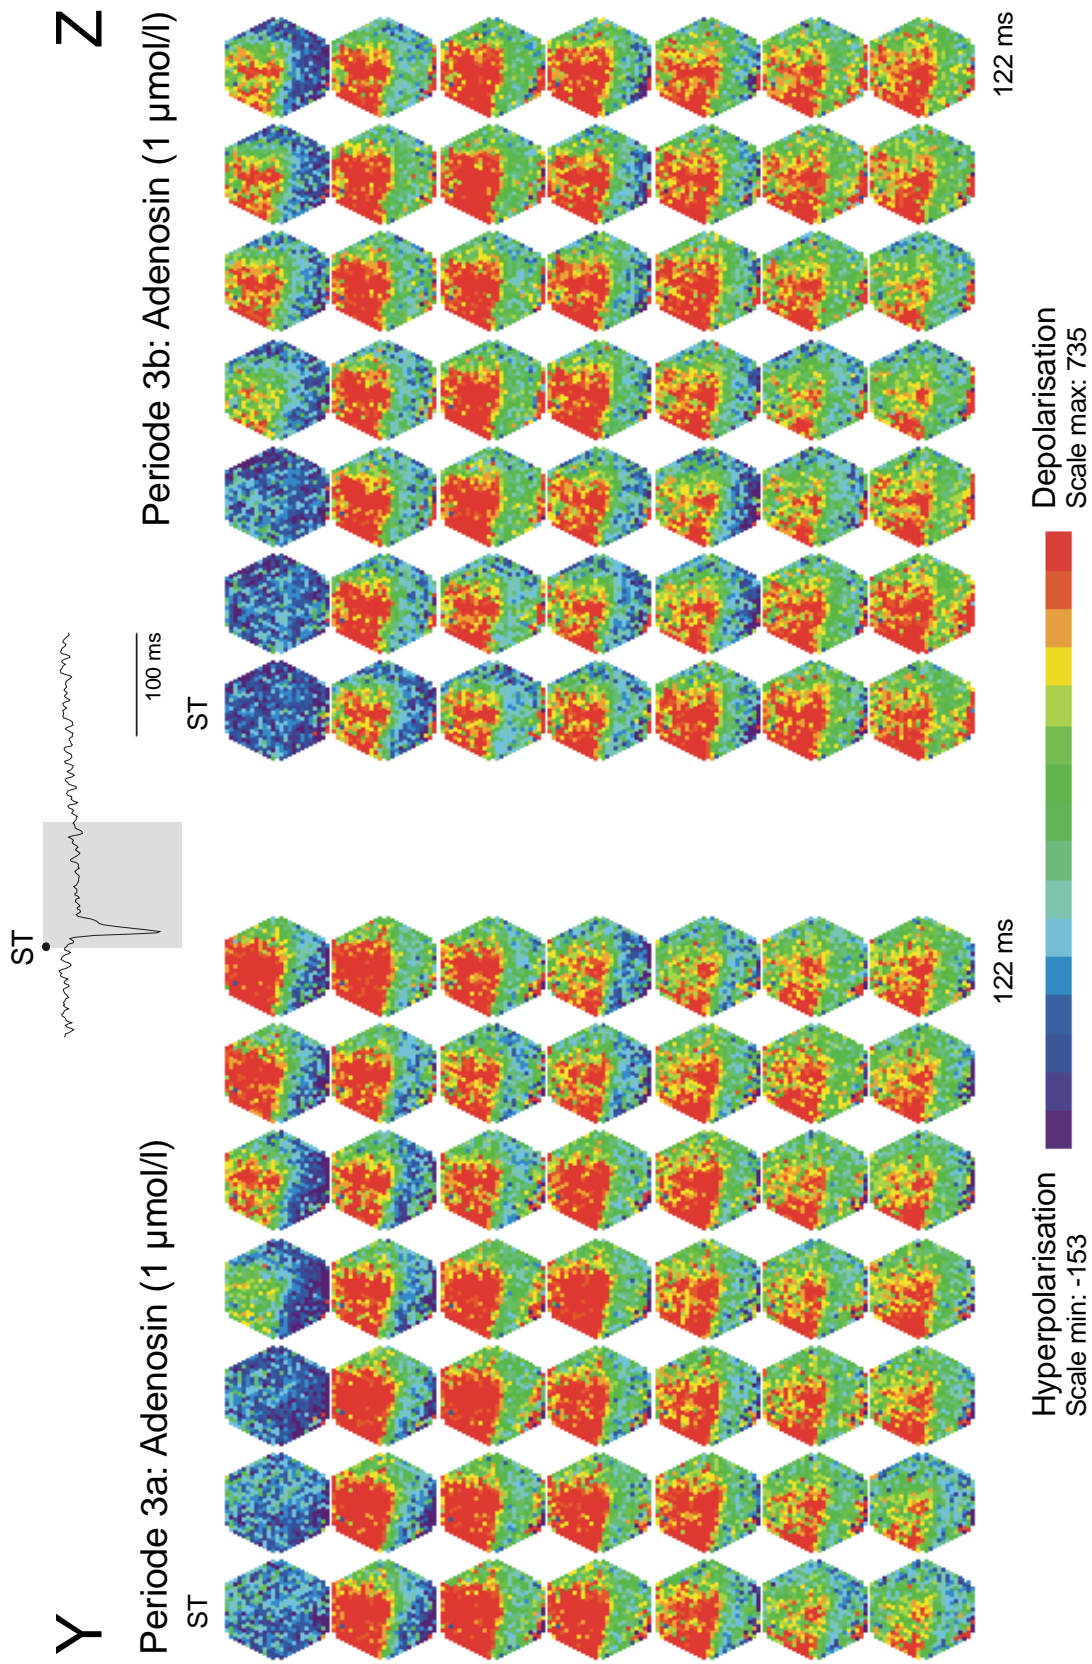 Y
Z
ST
100 ms
Periode 3a: Adenosin (1 µmol/l)
Periode 3b: Adenosin (1 µmol/l)
ST
ST
122 ms
122 ms
Hyperpolarisation
Scale min: -153
Depolarisation
Scale max: 735